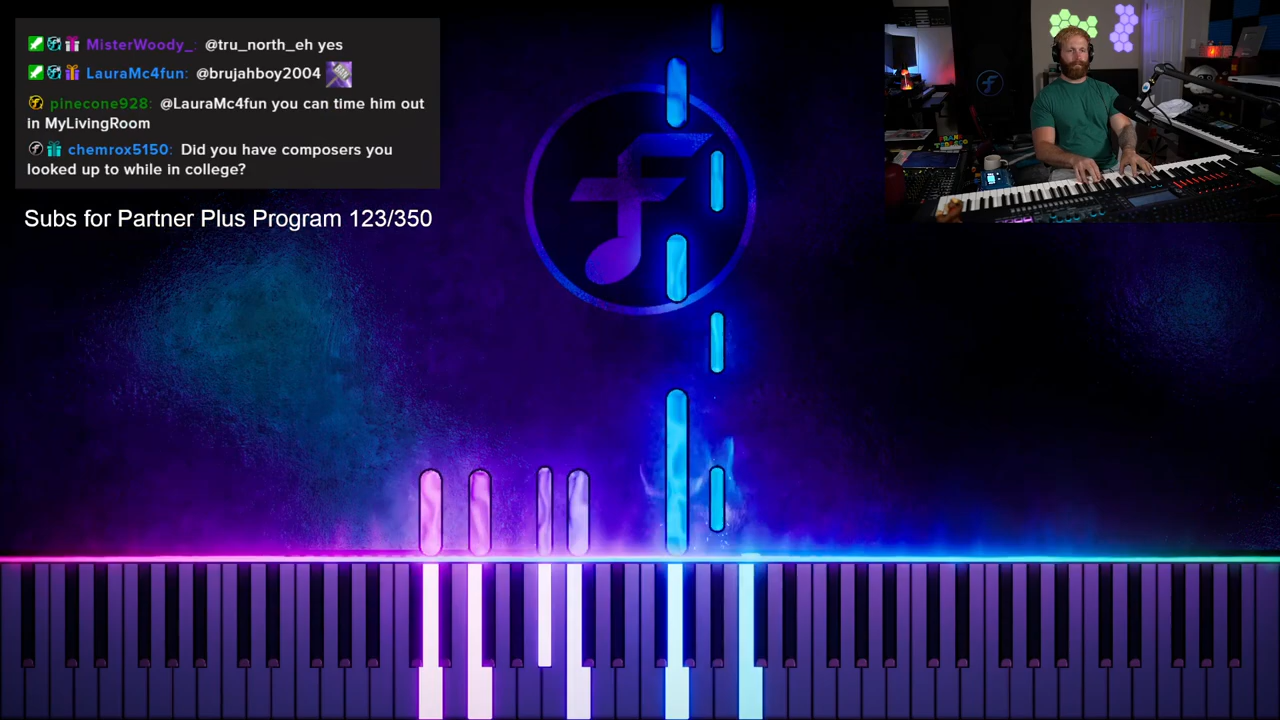 MisterWoody_: @tru_north_eh yes
LauraMc4fun: @brujahboy2004
pinecone928: @LauraMc4fun you can time him out
in MyLivingRoom
chemrox5150: Did you have composers you
looked up to while in college?
Subs for Partner Plus Program 123/350